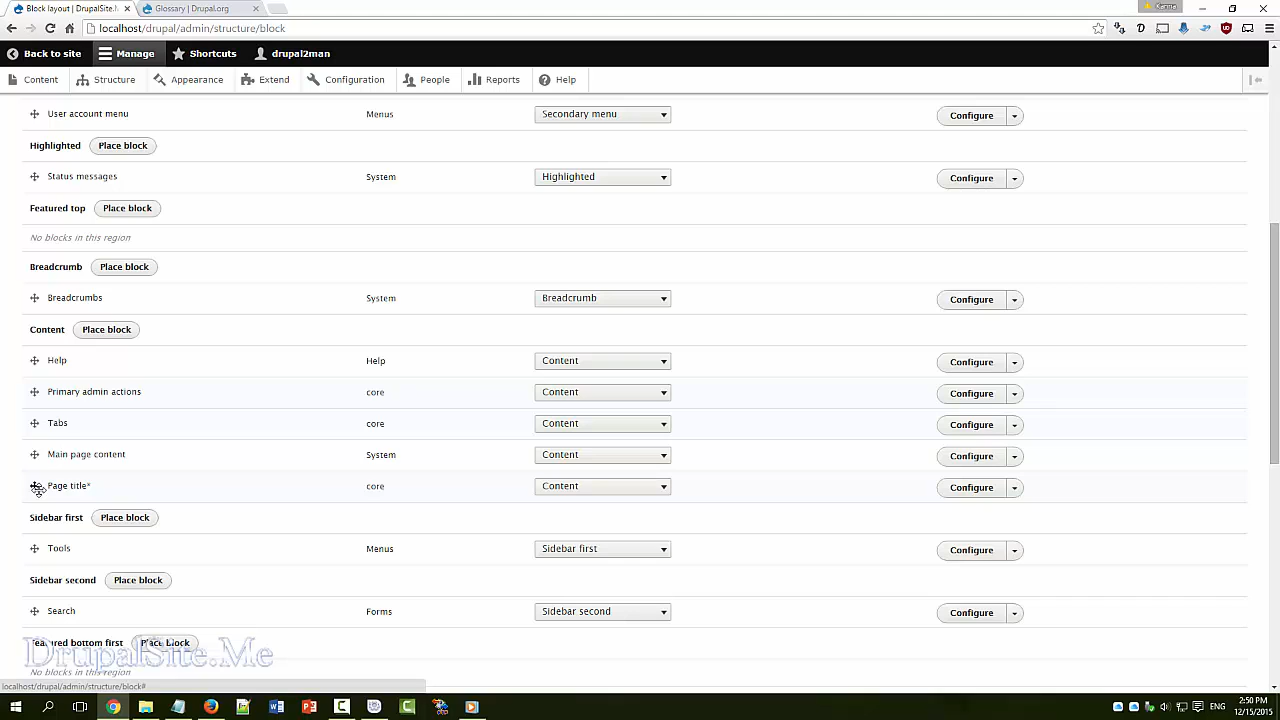 Block layout | DrupalSite.M
Glossary | Drupal.org
Karma
localhost/drupal/admin/structure/block
Back to site
Manage
Shortcuts
drupal2man
Content
Structure
Appearance
Extend
Configuration
People
Reports
Help
User account menu
Menus
Secondary menu
Configure
Highlighted
Place block
Status messages
System
Highlighted
Configure
Featured top
Place block
No blocks in this region
Breadcrumb
Place block
Breadcrumbs
System
Breadcrumb
Configure
Content
Place block
Help
Help
Content
Configure
Primary admin actions
core
Content
Configure
Tabs
core
Content
Configure
Main page content
System
Content
Configure
Page title*
core
Content
Configure
Sidebar first
Place block
Tools
Menus
Sidebar first
Configure
Sidebar second
Place block
Search
Forms
Sidebar second
Configure
Featured bottom first
Place block
DrupalSite.Me
No blocks in this region
localhost/drupal/admin/structure/block#
ENG
2:50 PM
12/15/2015